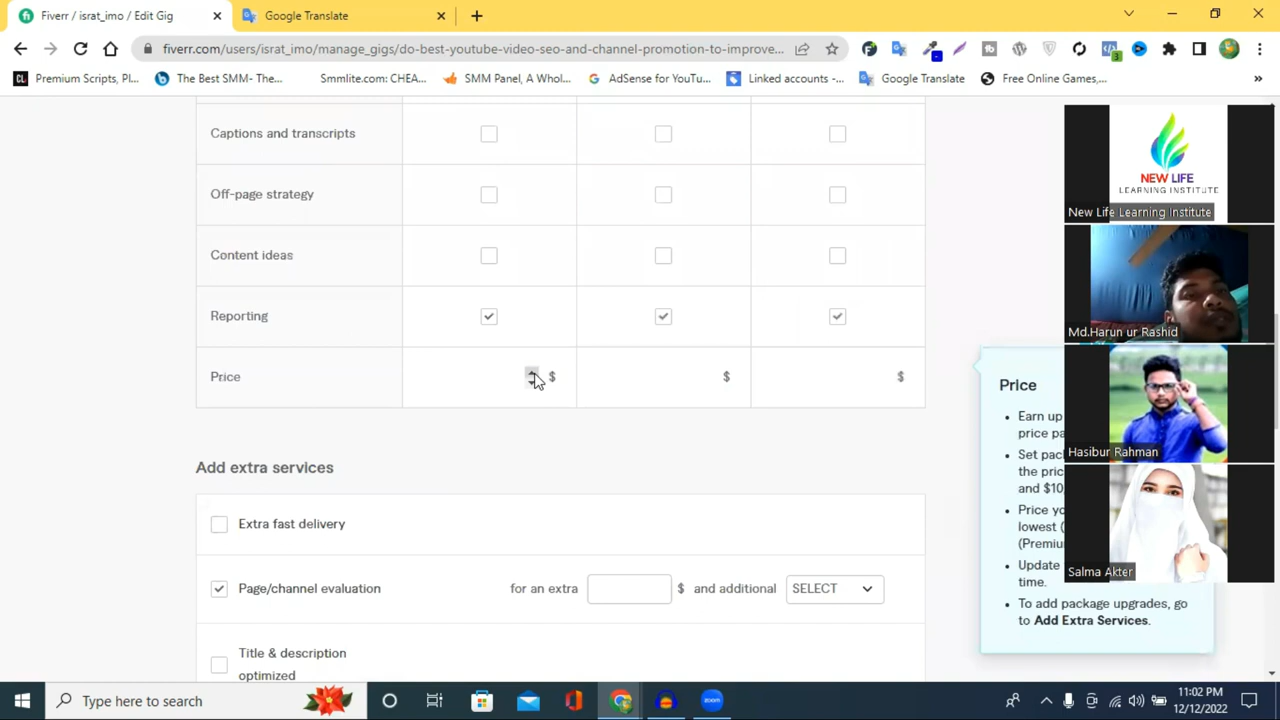 Fiverr / israt_imo / Edit Gig
Google Translate
fiverr.com/users/israt_imo/manage_gigs/do-best-youtube-video-seo-and-channel-promotion-to-improve...
3
CL Premium Scripts, Pl...
The Best SMM- The...
Smmlite.com: CHEA...
SMM Panel, A Whol...
AdSense for YouTu...
Linked accounts -...
Google Translate
Free Online Games,...
»
Captions and transcripts
Off-page strategy
Content ideas
Reporting
Price $ $ $
Add extra services
Extra fast delivery
Page/channel evaluation for an extra $ and additional SELECT
Title & description
optimized
Price
• Earn up
price pa
• Set pac
the pric
and $10
• Price yo
lowest (
(Premiu
• Update
time.
• To add package upgrades, go
to Add Extra Services.
NEW LIFE
LEARNING INSTITUTE
New Life Learning Institute
Md.Harun ur Rashid
Hasibur Rahman
Salma Akter
Type here to search
zoom
11:02 PM
12/12/2022